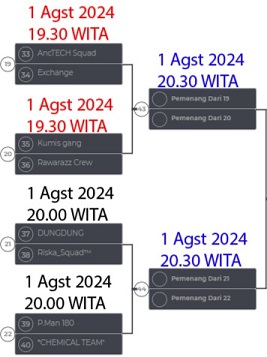 1 Agst 2024
19.30 WITA
33 AncTECH Squad
19
34 Exchange
1 Agst 2024
19.30 WITA
35 Kumis gang
20
36 Rawarazz Crew
1 Agst 2024
20.30 WITA
Pemenang Dari 19
43
Pemenang Dari 20
1 Agst 2024
20.00 WITA
37 DUNGDUNG
21
38 Riska_Squad™
1 Agst 2024
20.00 WITA
39 P.Man 180
22
40 "CHEMICAL TEAM"
1 Agst 2024
20.30 WITA
Pemenang Dari 21
44
Pemenang Dari 22